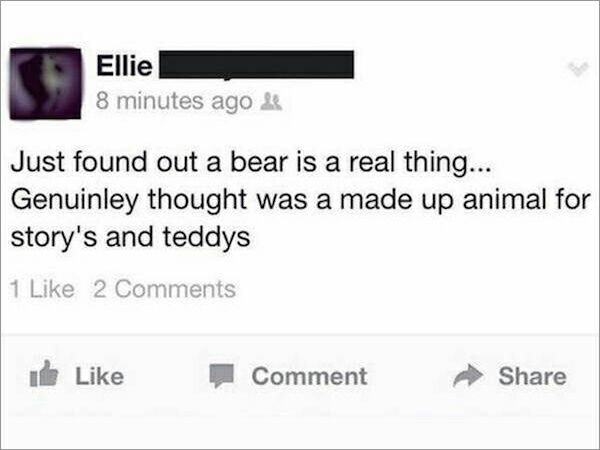 Ellie
8 minutes ago
Just found out a bear is a real thing...
Genuinley thought was a made up animal for
story's and teddys
1 Like 2 Comments
Like Comment Share